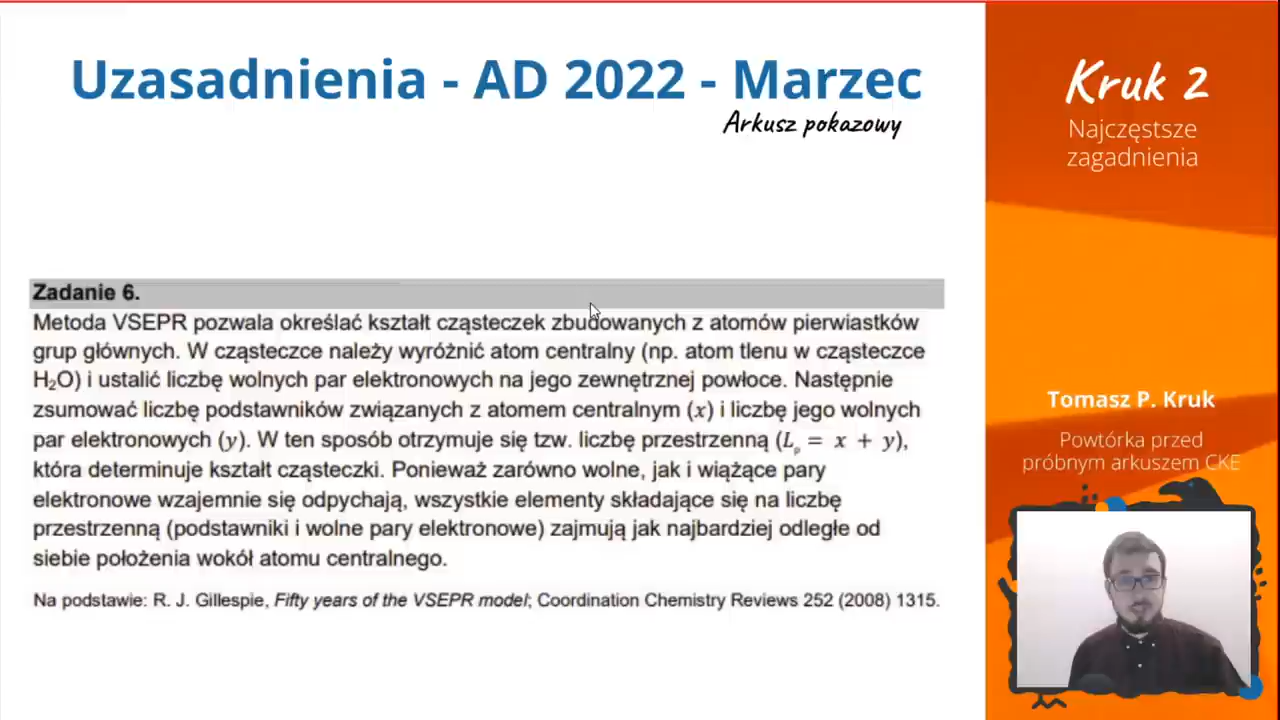 Uzasadnienia - AD 2022 - Marzec
Arkusz pokazowy
Zadanie 6.
Metoda VSEPR pozwala określać kształt cząsteczek zbudowanych z atomów pierwiastków
grup głównych. W cząsteczce należy wyróżnić atom centralny (np. atom tlenu w cząsteczce
H₂O) i ustalić liczbę wolnych par elektronowych na jego zewnętrznej powłoce. Następnie
zsumować liczbę podstawników związanych z atomem centralnym (x) i liczbę jego wolnych
par elektronowych (y). W ten sposób otrzymuje się tzw. liczbę przestrzenną (Lₚ = x + y),
która determinuje kształt cząsteczki. Ponieważ zarówno wolne, jak i wiążące pary
elektronowe wzajemnie się odpychają, wszystkie elementy składające się na liczbę
przestrzenną (podstawniki i wolne pary elektronowe) zajmują jak najbardziej odległe od
siebie położenia wokół atomu centralnego.
Na podstawie: R. J. Gillespie, Fifty years of the VSEPR model; Coordination Chemistry Reviews 252 (2008) 1315.
Kruk 2
Najczęstsze
zagadnienia
Tomasz P. Kruk
Powtórka przed
próbnym arkuszem CKE